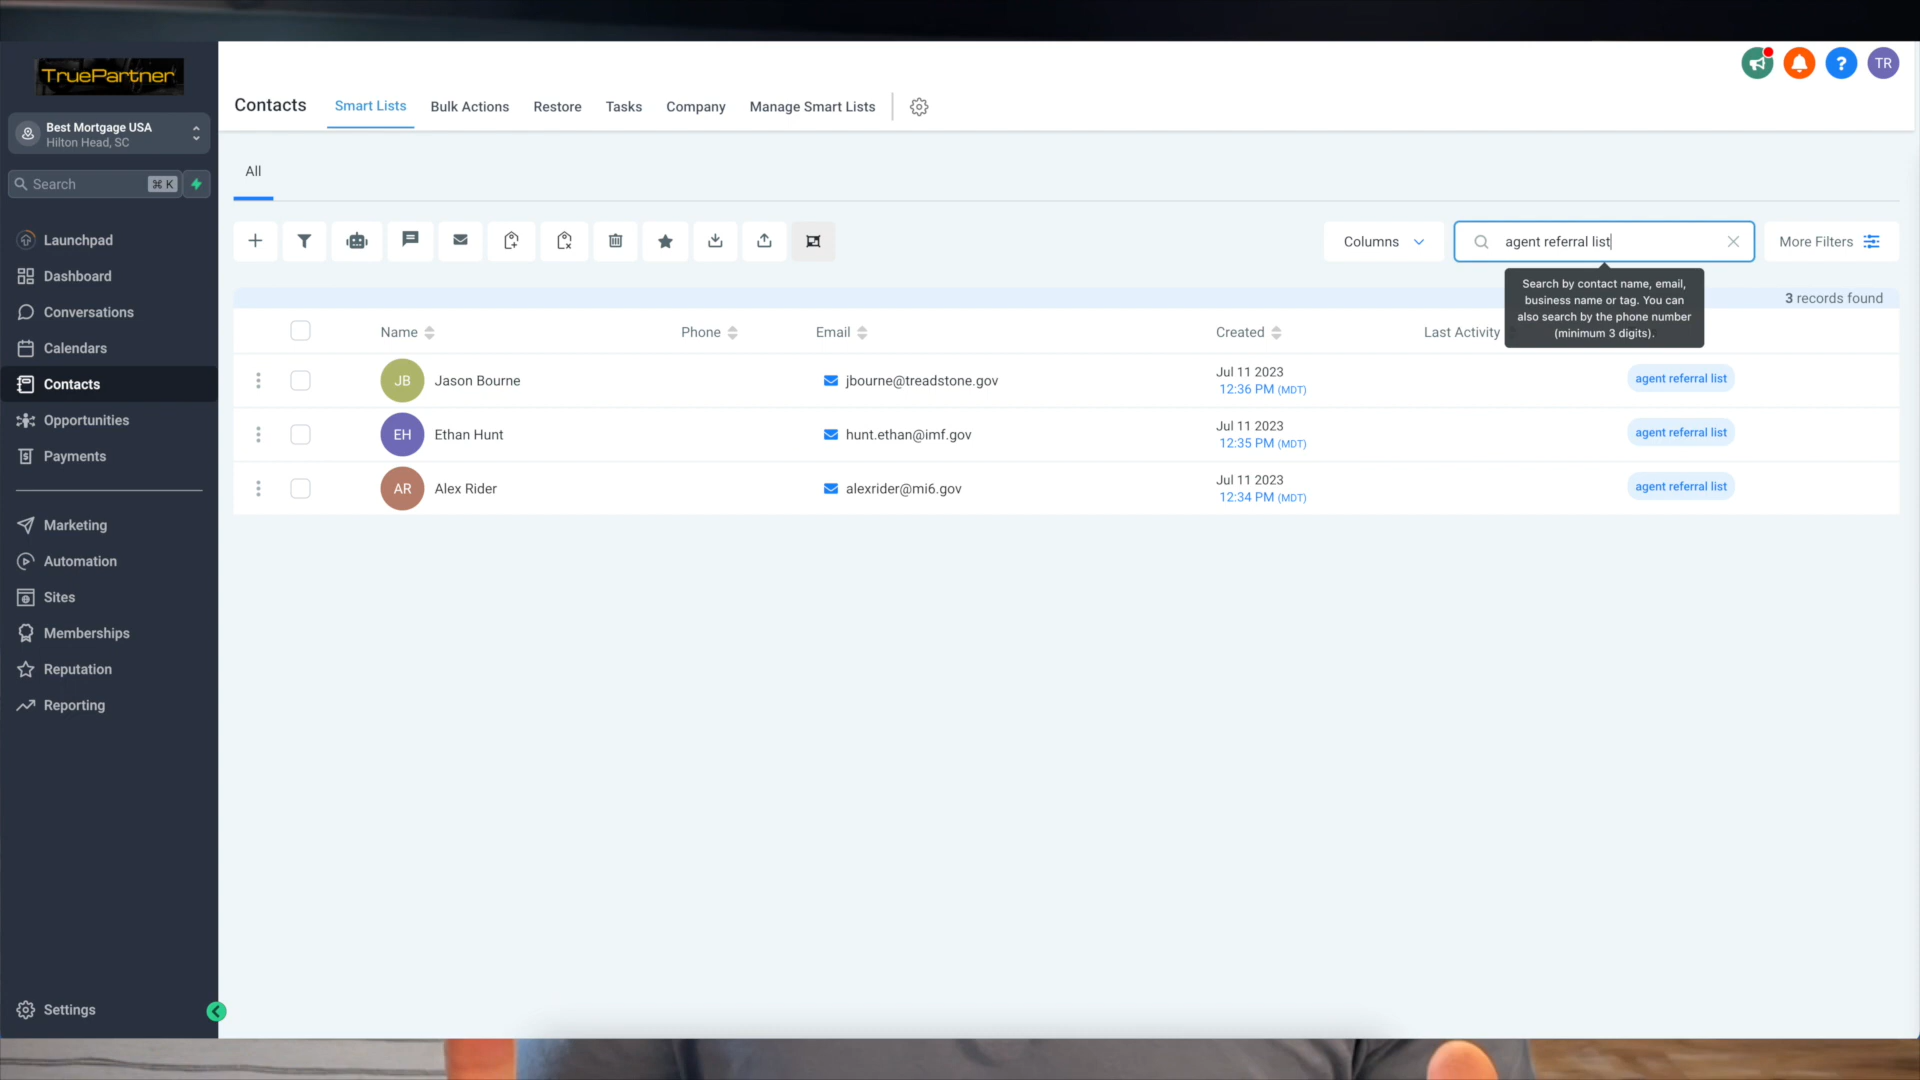 TruePartner
Best Mortgage USA
Hilton Head, SC
Search
⌘ K
Launchpad
Dashboard
Conversations
Calendars
Contacts
Opportunities
Payments
Marketing
Automation
Sites
Memberships
Reputation
Reporting
Settings
TR
Contacts Smart Lists Bulk Actions Restore Tasks Company Manage Smart Lists
All
Columns
agent referral list
More Filters
Search by contact name, email,
business name or tag. You can
also search by the phone number
(minimum 3 digits).
3 records found
Name Phone Email Created Last Activity
JB Jason Bourne jbourne@treadstone.gov Jul 11 2023
12:36 PM (MDT)
agent referral list
EH Ethan Hunt hunt.ethan@imf.gov Jul 11 2023
12:35 PM (MDT)
agent referral list
AR Alex Rider alexrider@mi6.gov Jul 11 2023
12:34 PM (MDT)
agent referral list